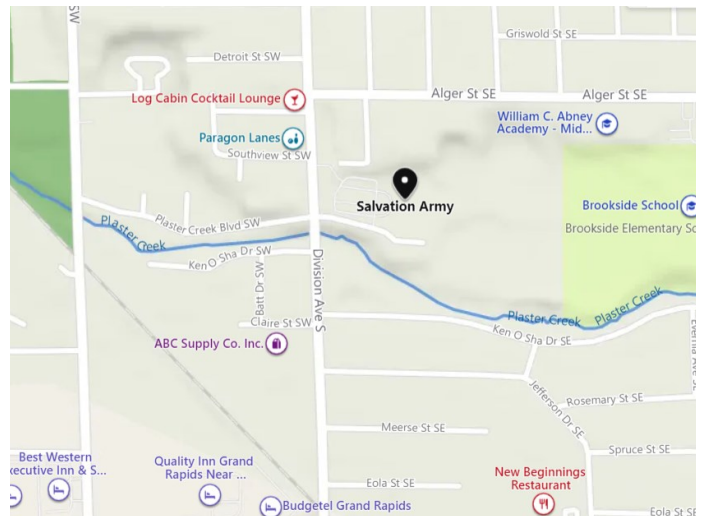 SW
Griswold St SE
Detroit St SW
Log Cabin Cocktail Lounge
Alger St SE
Alger St SE
William C. Abney
Academy - Mid...
Paragon Lanes
Southview St SW
Salvation Army
Brookside School
Brookside Elementary Sc
Plaster Creek Blvd SW
Plaster
Creek
Ken O Sha Dr SW
Division Ave S
Batt Dr SW
Plaster Creek
Plaster Creek
Claire St SW
Ken O Sha Dr SE
ABC Supply Co. Inc.
Jefferson Dr SE
Rosemary St SE
Meerse St SE
Spruce St SE
Best Western
xecutive Inn & S...
Quality Inn Grand
Rapids Near ...
New Beginnings
Restaurant
Eola St SE
Budgetel Grand Rapids
Eola St SE